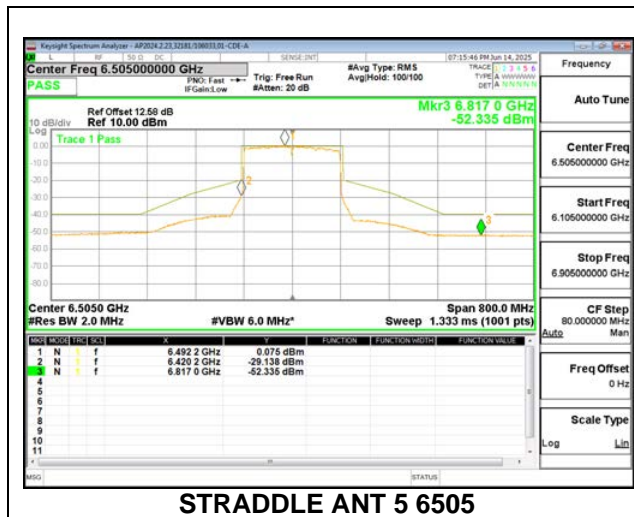 Keysight Spectrum Analyzer - AP2024.2.23,32181/106033,01-CDE-A
L RF 50 Ω DC SENSE:INT 07:15:46 PM Jun 14, 2025
Center Freq 6.505000000 GHz
PASS
PNO: Fast
IFGain:Low
Trig: Free Run
#Atten: 20 dB
#Avg Type: RMS
Avg|Hold: 100/100
TRACE 1 2 3 4 5 6
TYPE A WWWWW
DET A N N N N N
Ref Offset 12.58 dB
10 dB/div Ref 10.00 dBm
Mkr3 6.817 0 GHz
-52.335 dBm
Log
Trace 1 Pass
0.00
-10.0
-20.0
-30.0
-40.0
-50.0
-60.0
-70.0
-80.0
2
3
Center 6.5050 GHz Span 800.0 MHz
#Res BW 2.0 MHz #VBW 6.0 MHz* Sweep 1.333 ms (1001 pts)
MKR MODE TRC SCL X Y FUNCTION FUNCTION WIDTH FUNCTION VALUE
1 N 1 f 6.492 2 GHz 0.075 dBm
2 N 1 f 6.420 2 GHz -29.138 dBm
3 N 1 f 6.817 0 GHz -52.335 dBm
4
5
6
7
8
9
10
11
MSG STATUS
Frequency
Auto Tune
Center Freq
6.505000000 GHz
Start Freq
6.105000000 GHz
Stop Freq
6.905000000 GHz
CF Step
80.000000 MHz
Auto Man
Freq Offset
0 Hz
Scale Type
Log Lin
STRADDLE ANT 5 6505